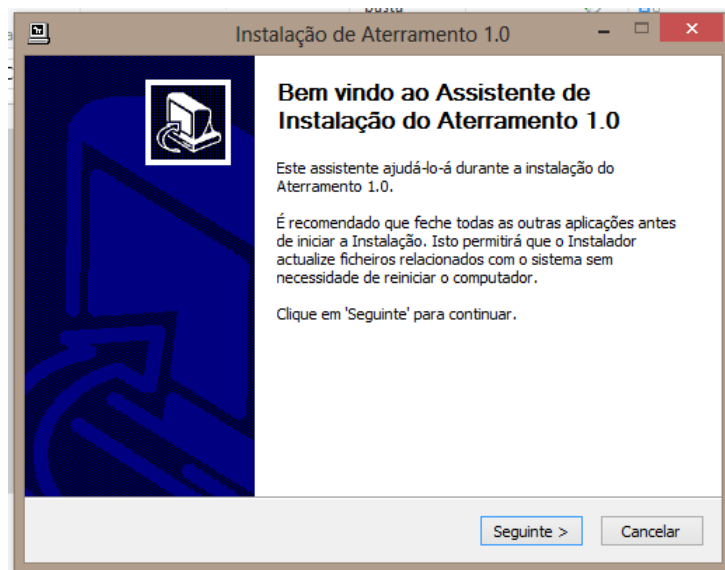 Instalação de Aterramento 1.0
Bem vindo ao Assistente de
Instalação do Aterramento 1.0
Este assistente ajudá-lo-á durante a instalação do
Aterramento 1.0.
É recomendado que feche todas as outras aplicações antes
de iniciar a Instalação. Isto permitirá que o Instalador
actualize ficheiros relacionados com o sistema sem
necessidade de reiniciar o computador.
Clique em 'Seguinte' para continuar.
Seguinte >
Cancelar